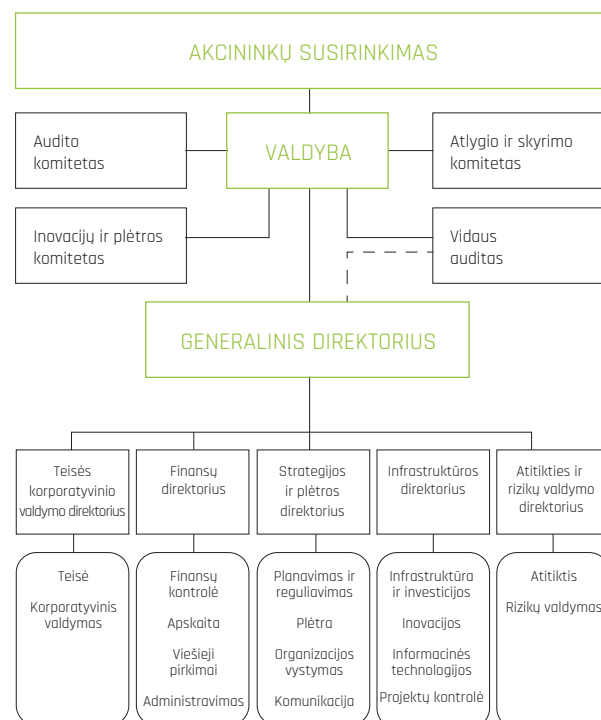 AKCININKŲ SUSIRINKIMAS
Audito
komitetas
VALDYBA
Atlygio ir skyrimo
komitetas
Inovacijų ir plėtros
komitetas
Vidaus
auditas
GENERALINIS DIREKTORIUS
Teisės
korporatyvinio
valdymo direktorius
Finansų
direktorius
Strategijos
ir plėtros
direktorius
Infrastruktūros
direktorius
Atitikties ir
rizikų valdymo
direktorius
Teisė
Korporatyvinis
valdymas
Finansų
kontrolė
Apskaita
Viešieji
pirkimai
Administravimas
Planavimas ir
reguliavimas
Plėtra
Organizacijos
vystymas
Komunikacija
Infrastruktūra
ir investicijos
Inovacijos
Informacinės
technologijos
Projektų kontrolė
Atitiktis
Rizikų valdymas